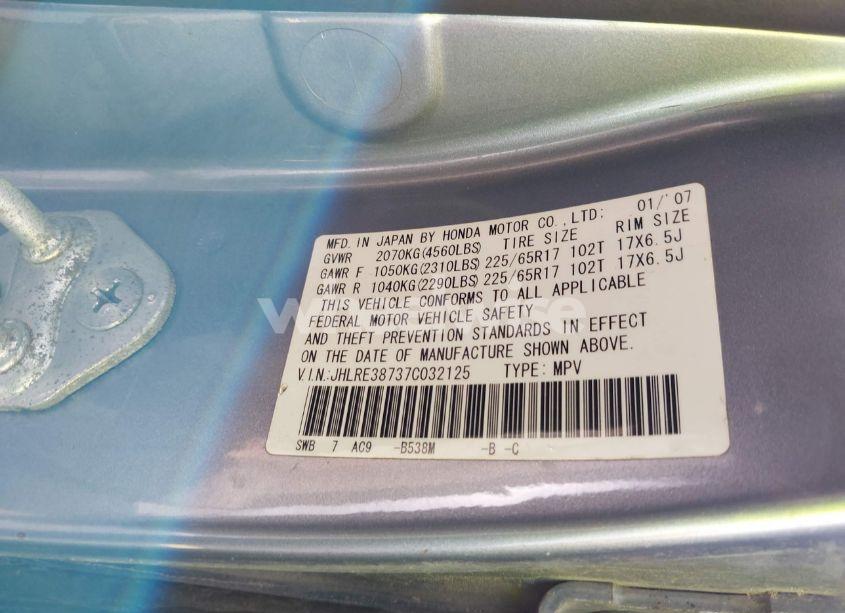 MFD. IN JAPAN BY HONDA MOTOR CO., LTD; 01/'07
GVWR 2070KG(4560LBS) TIRE SIZE RIM SIZE
GAWR F 1050KG(2310LBS) 225/65R17 102T 17X6.5J
GAWR R 1040KG(2290LBS) 225/65R17 102T 17X6.5J
THIS VEHICLE CONFORMS TO ALL APPLICABLE
FEDERAL MOTOR VEHICLE SAFETY
AND THEFT PREVENTION STANDARDS IN EFFECT
ON THE DATE OF MANUFACTURE SHOWN ABOVE.
V.I.N.:JHLRE38737C032125 TYPE: MPV
SWB 7 AC9 -B538M -B -C